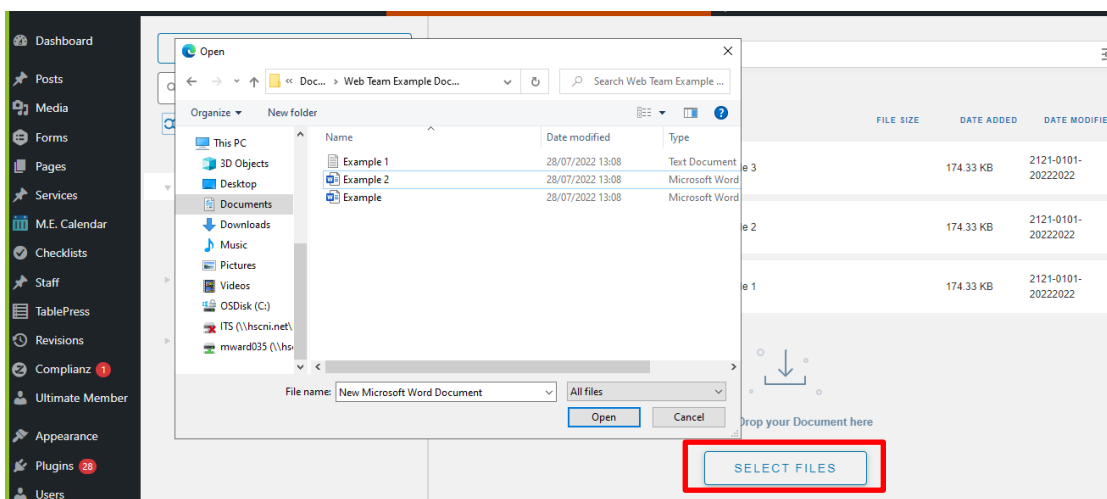 Dashboard
Posts
Media
Forms
Pages
Services
M.E. Calendar
Checklists
Staff
TablePress
Revisions
Complianz 1
Ultimate Member
Appearance
Plugins 28
Users
Open
« Doc... › Web Team Example Doc...
Search Web Team Example ...
Organize
New folder
This PC
3D Objects
Desktop
Documents
Downloads
Music
Pictures
Videos
OSDisk (C:)
ITS (\\hscni.net\
mward035 (\\hs
Name Date modified Type
Example 1 28/07/2022 13:08 Text Document
Example 2 28/07/2022 13:08 Microsoft Word
Example 28/07/2022 13:08 Microsoft Word
File name: New Microsoft Word Document All files
Open Cancel
FILE SIZE DATE ADDED DATE MODIFIE
e 3 174.33 KB 2121-0101-
20222022
e 2 174.33 KB 2121-0101-
20222022
e 1 174.33 KB 2121-0101-
20222022
Drop your Document here
SELECT FILES